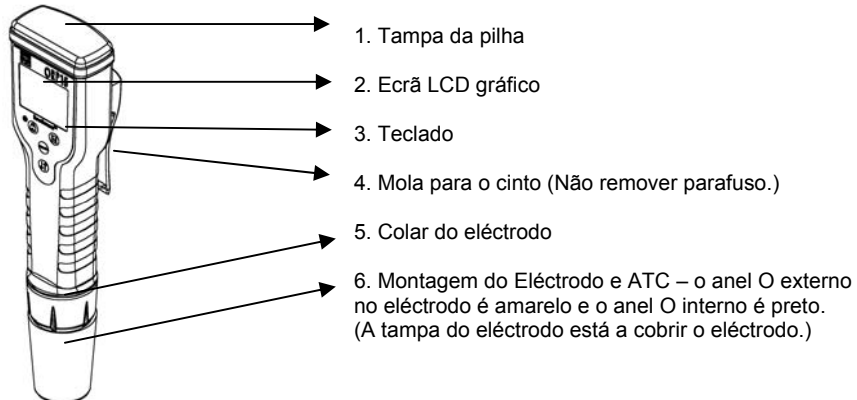 1. Tampa da pilha
2. Ecrã LCD gráfico
3. Teclado
4. Mola para o cinto (Não remover parafuso.)
5. Colar do eléctrodo
6. Montagem do Eléctrodo e ATC – o anel O externo
no eléctrodo é amarelo e o anel O interno é preto.
(A tampa do eléctrodo está a cobrir o eléctrodo.)